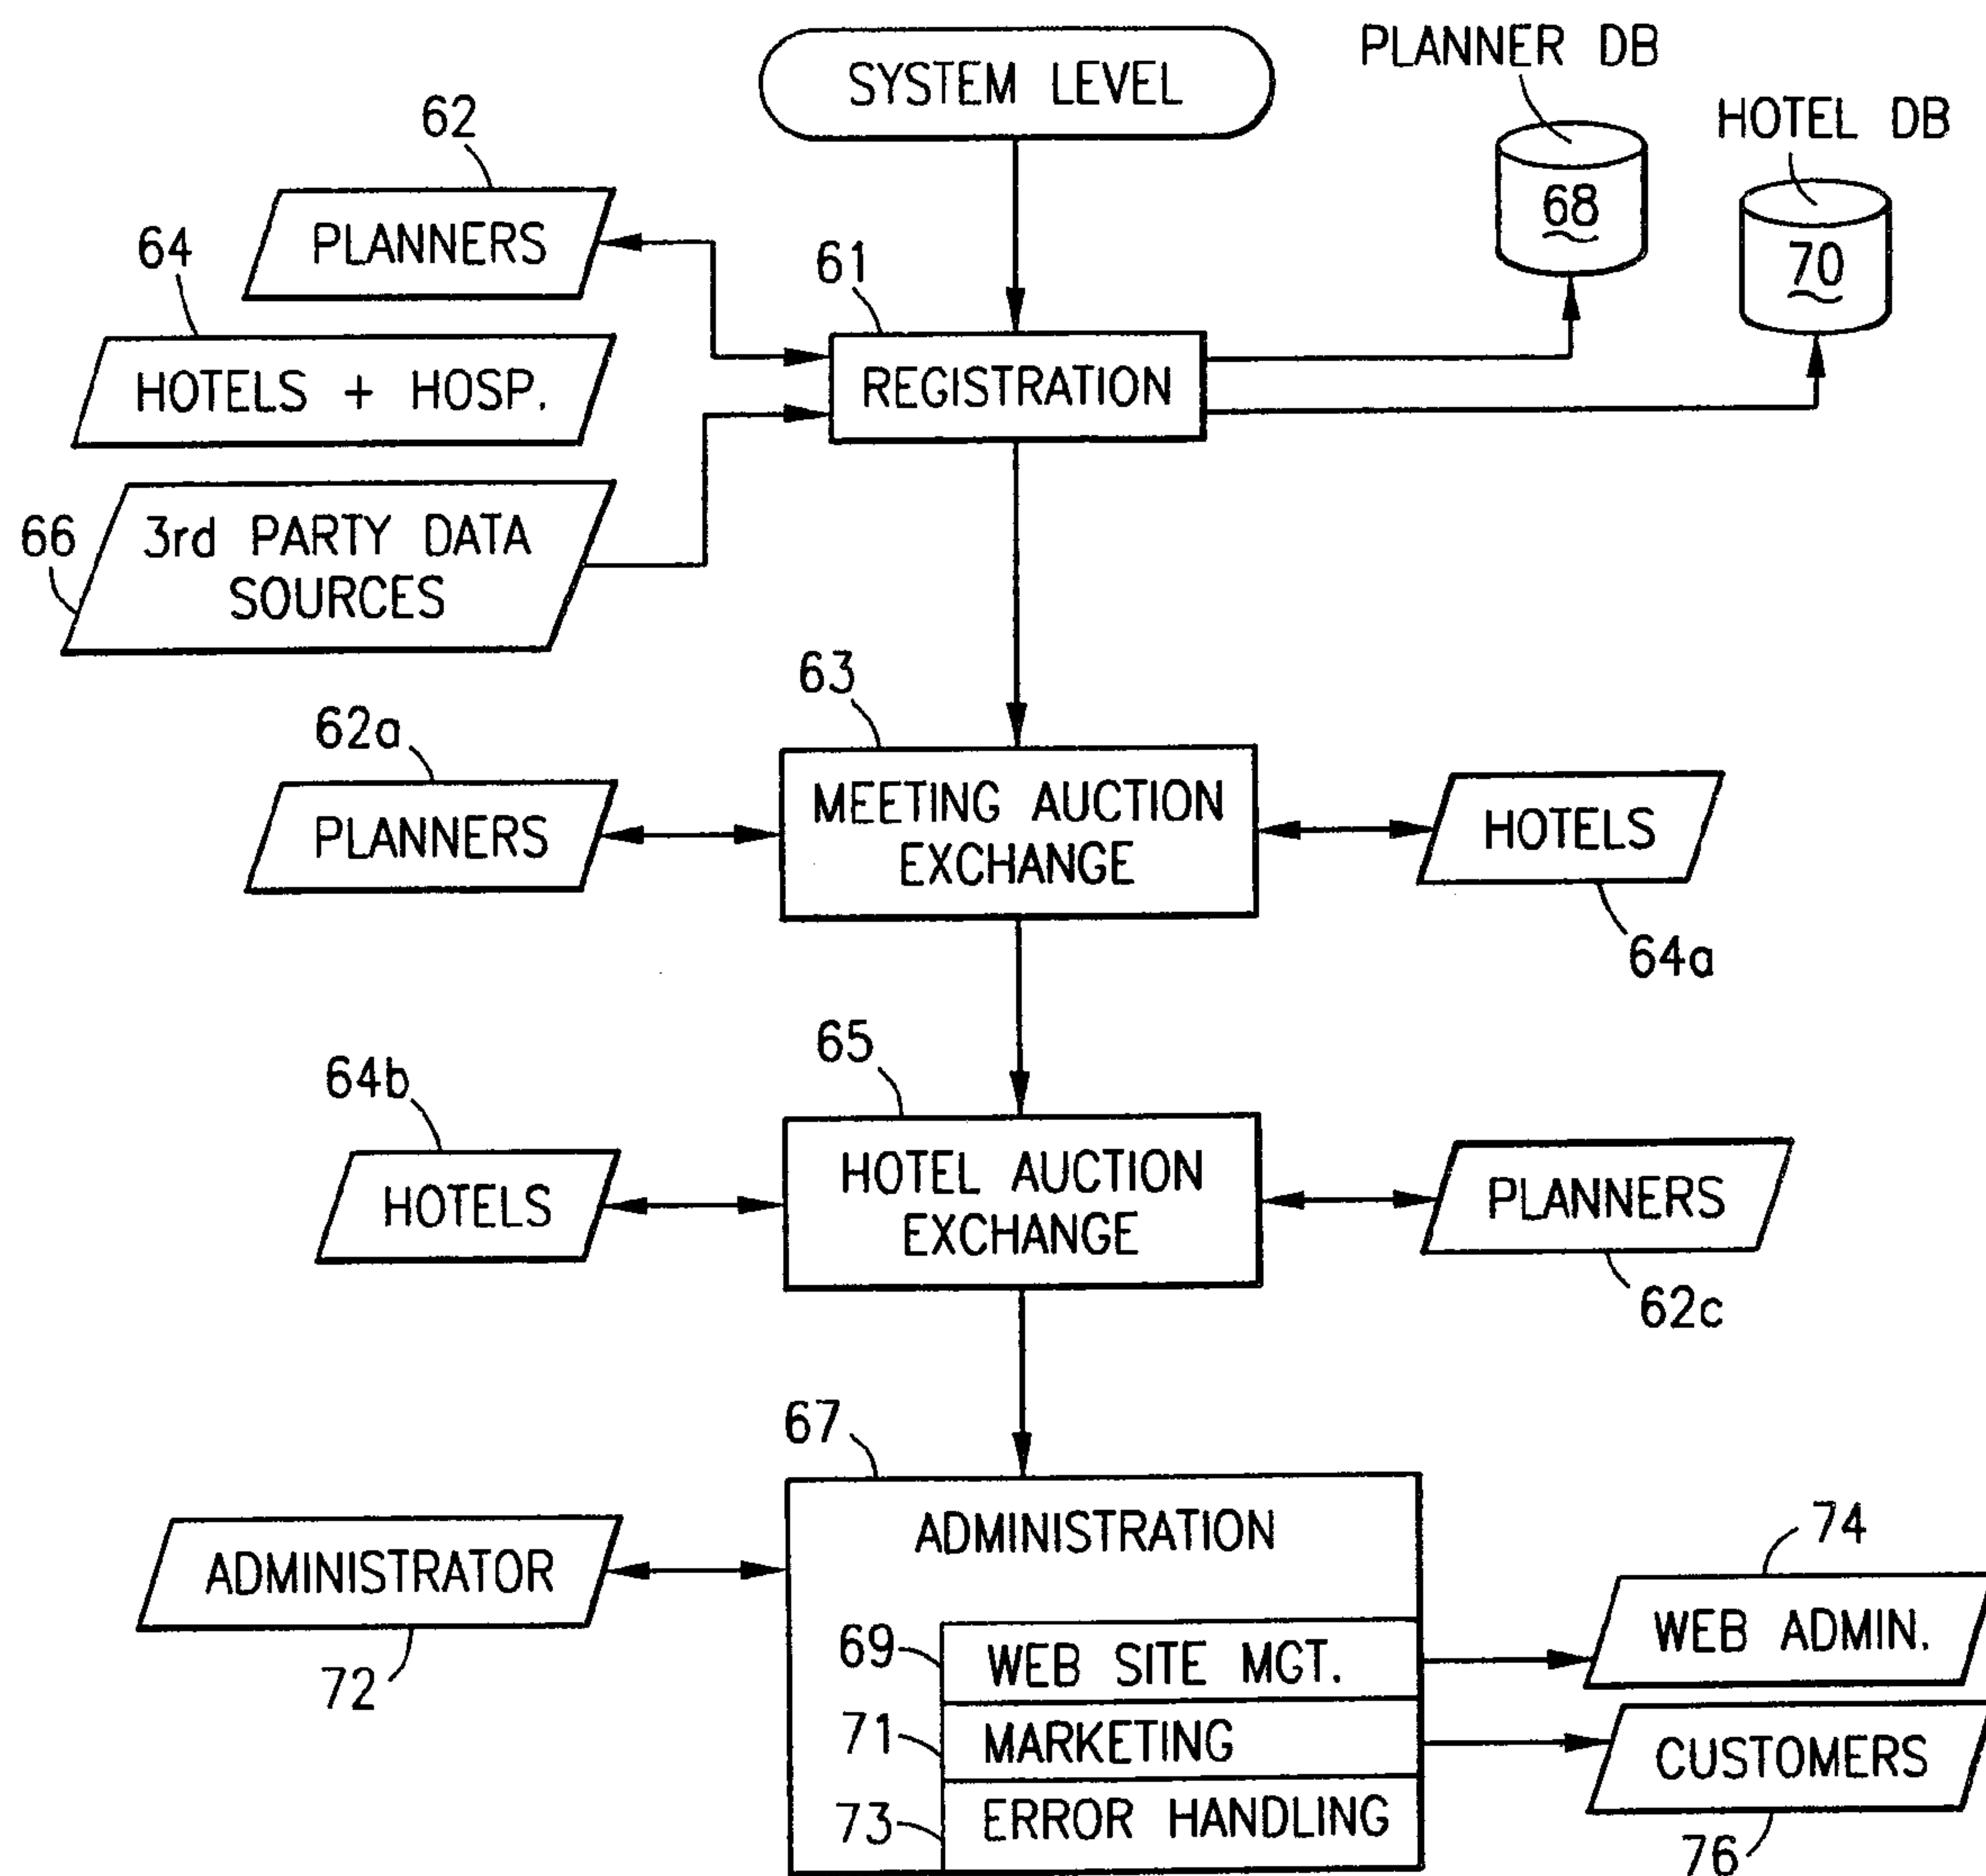 SYSTEM LEVEL
PLANNER DB
HOTEL DB
62
PLANNERS
68
70
64
61
HOTELS + HOSP.
REGISTRATION
66
3rd PARTY DATA
SOURCES
63
62a
PLANNERS
MEETING AUCTION
EXCHANGE
HOTELS
64a
65
64b
HOTELS
HOTEL AUCTION
EXCHANGE
PLANNERS
62c
67
ADMINISTRATION
ADMINISTRATOR
72
74
69
WEB SITE MGT.
WEB ADMIN.
71
MARKETING
CUSTOMERS
73
ERROR HANDLING
76